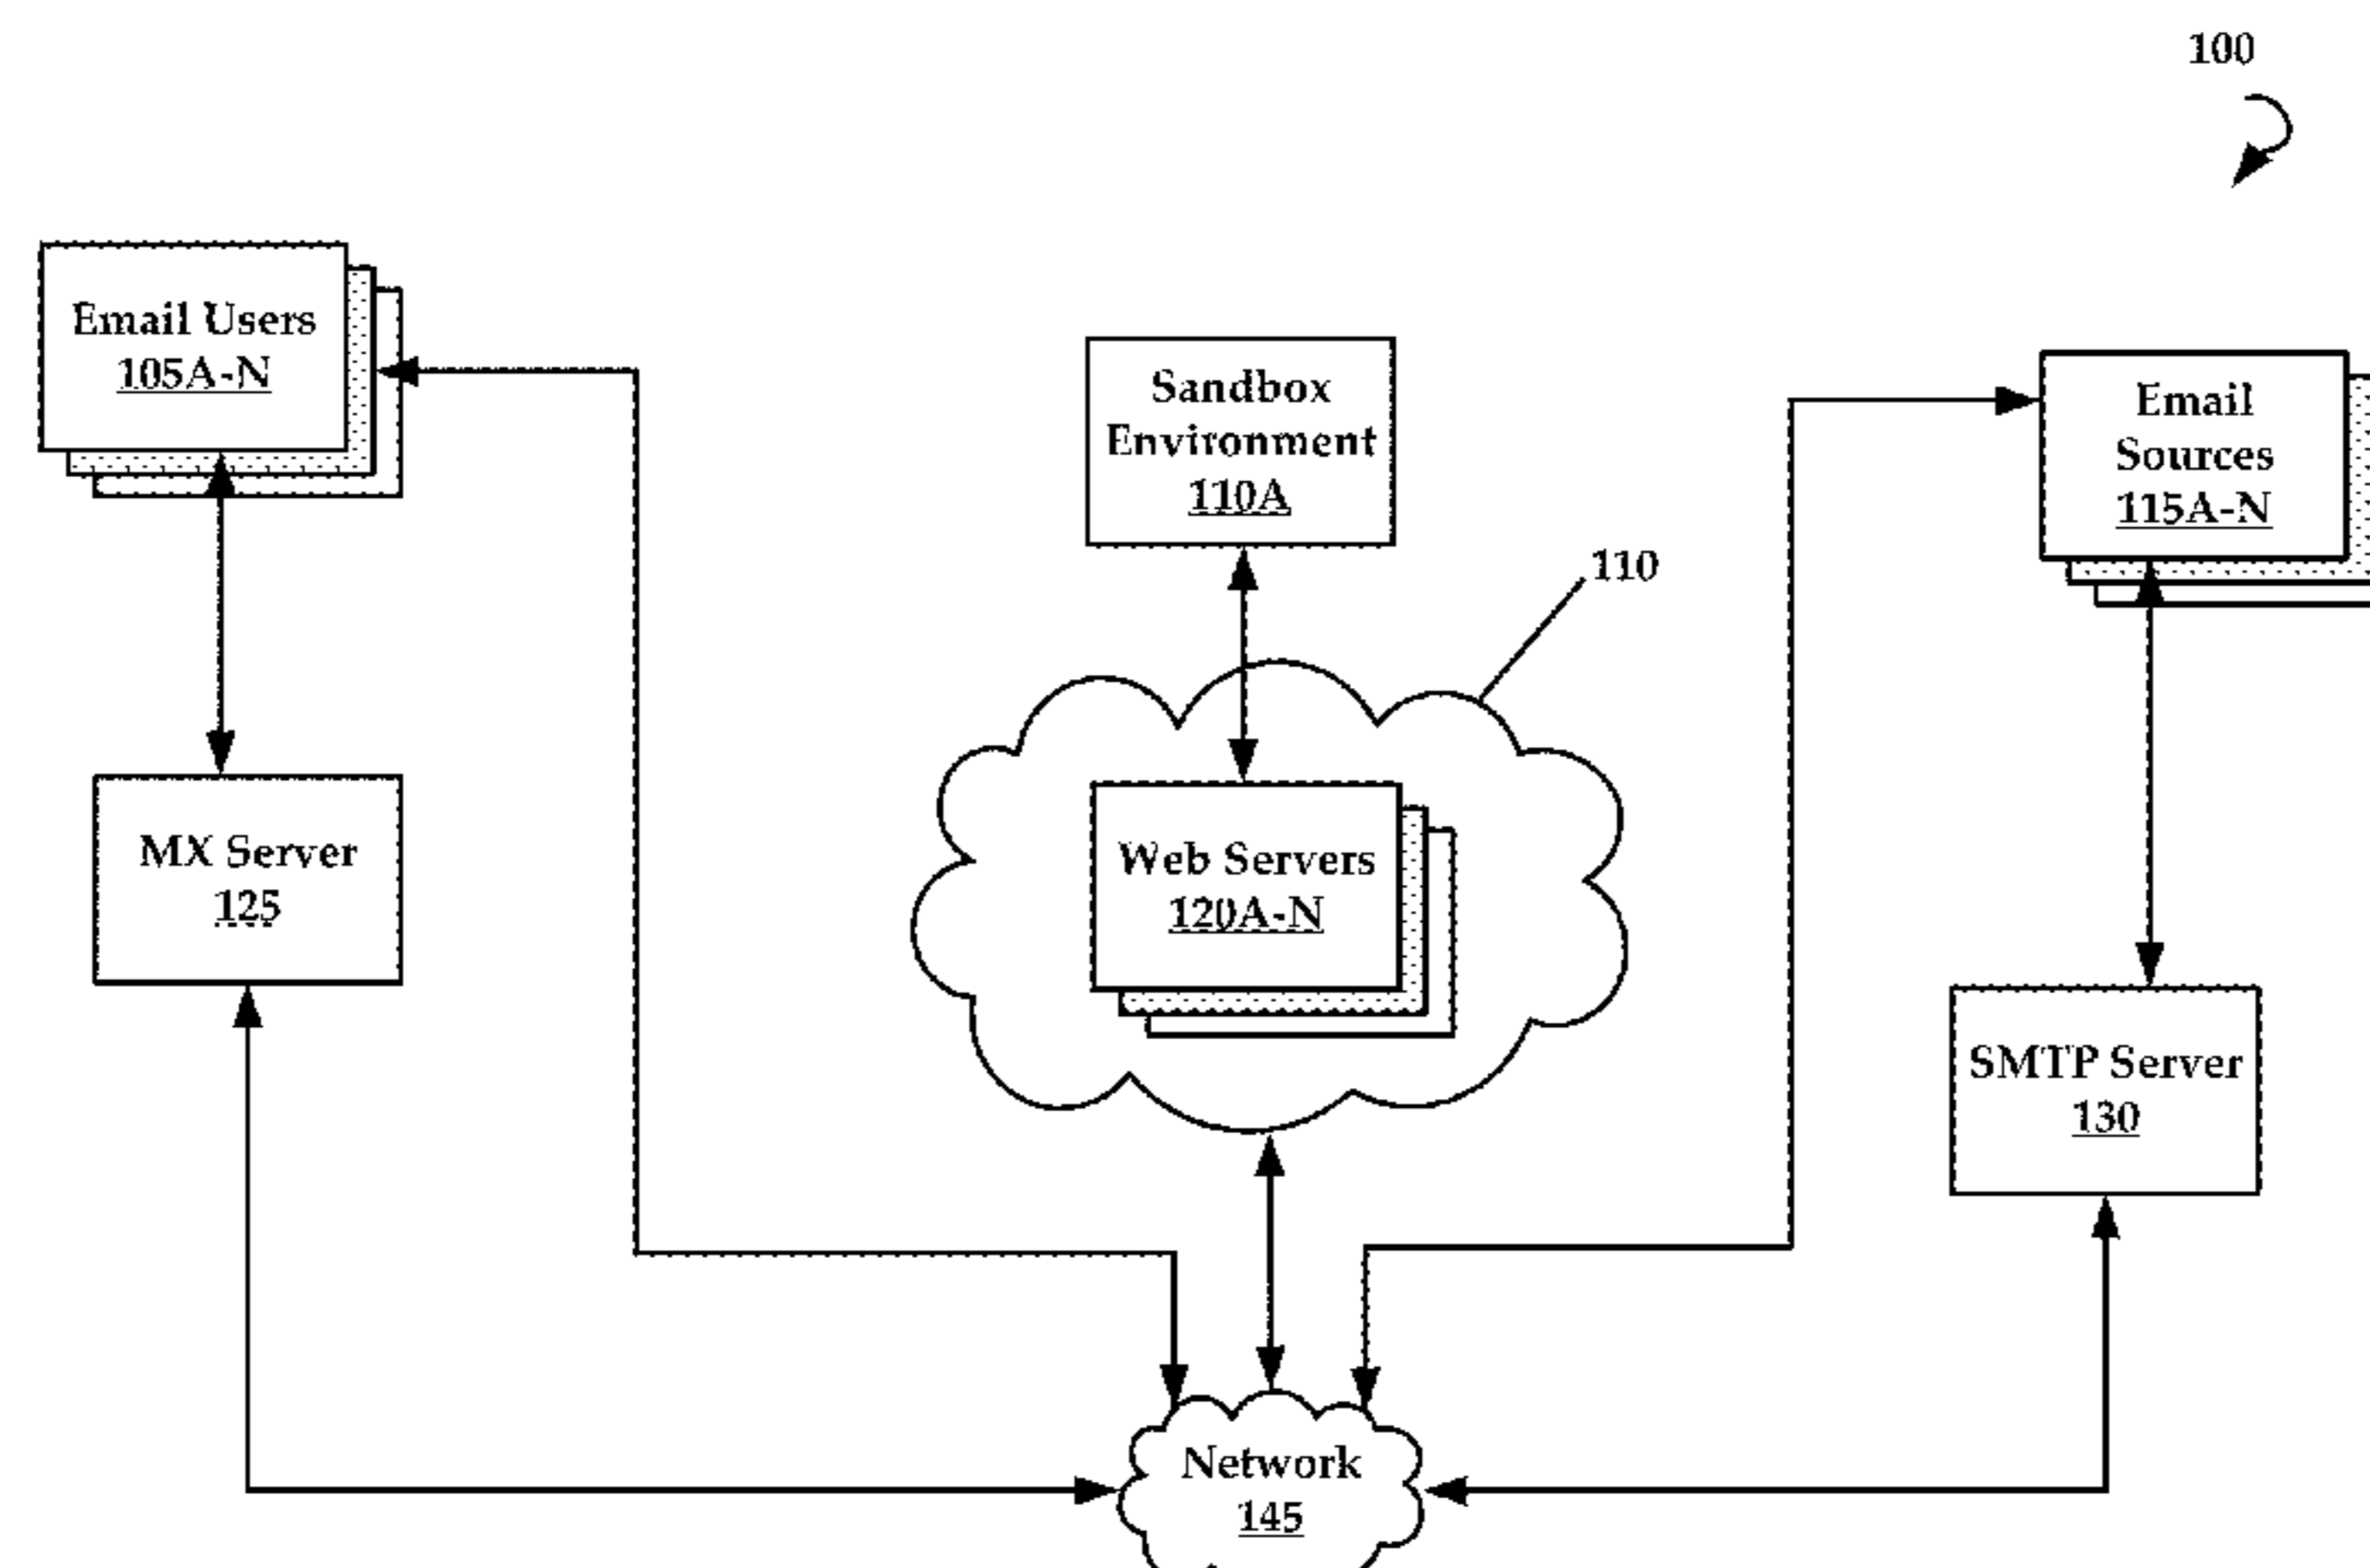 100
Email Users
105A-N
Sandbox
Environment
110A
Email
Sources
115A-N
110
MX Server
125
Web Servers
120A-N
SMTP Server
130
Network
145